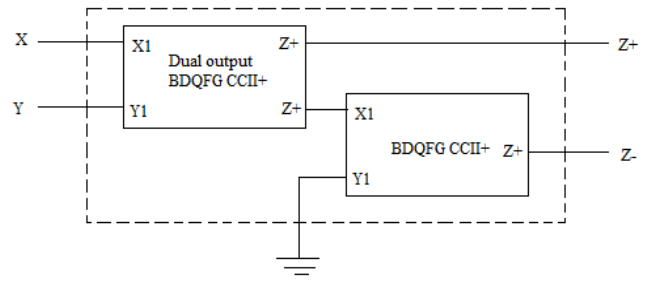 X
X1
Z+
Z+
Dual output
BDQFG CCII+
Y
Y1
Z+
X1
BDQFG CCII+
Z+
Z-
Y1